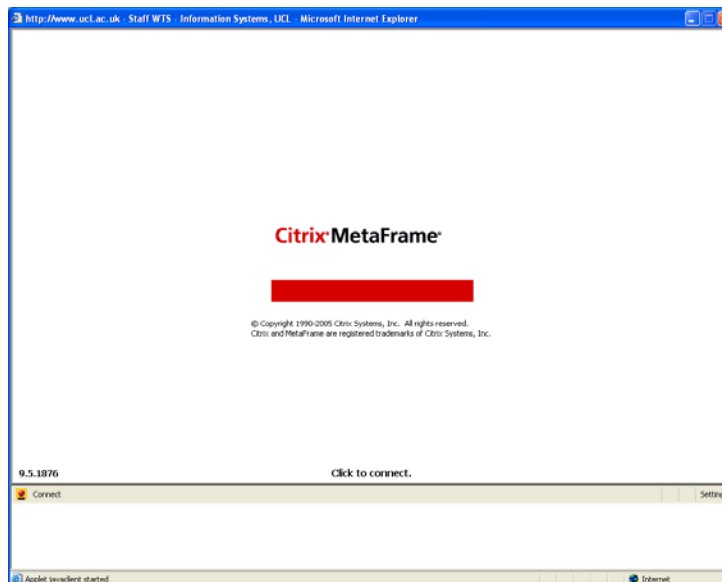 http://www.ucl.ac.uk - Staff WTS - Information Systems, UCL - Microsoft Internet Explorer
Citrix® MetaFrame®
© Copyright 1990-2005 Citrix Systems, Inc. All rights reserved.
Citrix and MetaFrame are registered trademarks of Citrix Systems, Inc.
9.5.1876 Click to connect.
Connect Setting
Applet javaclient started Internet